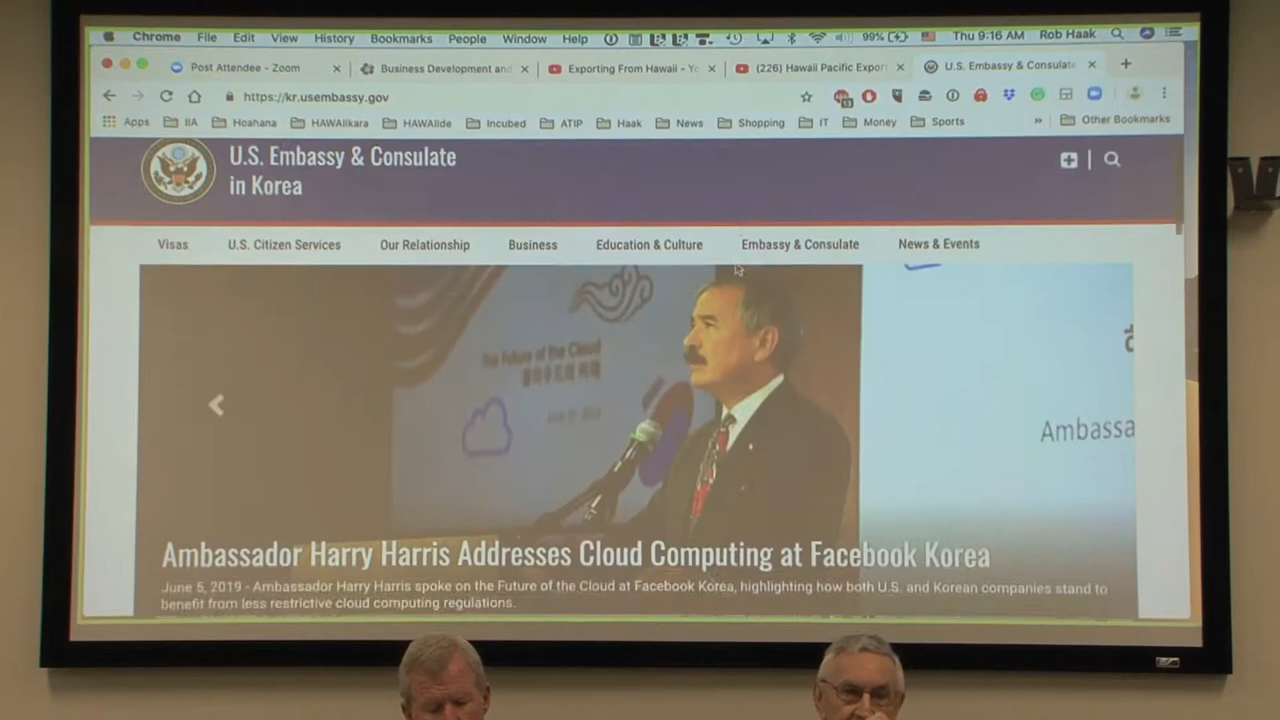 Chrome File Edit View History Bookmarks People Window Help 99% Thu 9:16 AM Rob Haak
Post Attendee - Zoom Business Development and Exporting From Hawaii - Yo (226) Hawaii Pacific Expor U.S. Embassy & Consulate
https://kr.usembassy.gov
Apps IIA Hoahana HAWAIIkara HAWAIIde Incubed ATIP Haak News Shopping IT Money Sports » Other Bookmarks
U.S. Embassy & Consulate
in Korea
Visas U.S. Citizen Services Our Relationship Business Education & Culture Embassy & Consulate News & Events
The Future of the Cloud
Ambassa
Ambassador Harry Harris Addresses Cloud Computing at Facebook Korea
June 5, 2019 - Ambassador Harry Harris spoke on the Future of the Cloud at Facebook Korea, highlighting how both U.S. and Korean companies stand to
benefit from less restrictive cloud computing regulations.